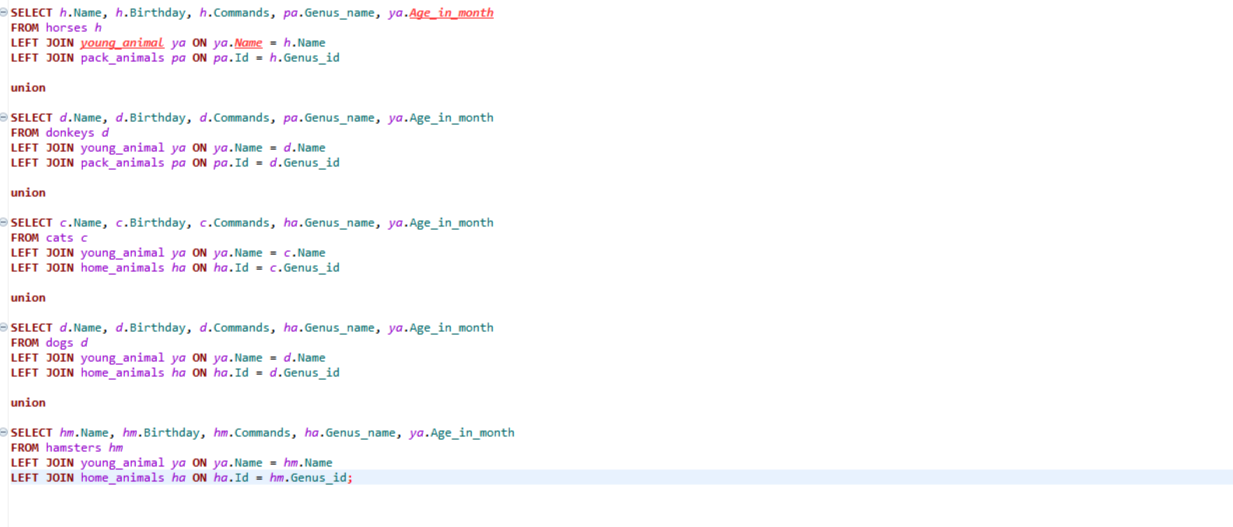 SELECT h.Name, h.Birthday, h.Commands, pa.Genus_name, ya.Age_in_month
FROM horses h
LEFT JOIN young_animal ya ON ya.Name = h.Name
LEFT JOIN pack_animals pa ON pa.Id = h.Genus_id
union
SELECT d.Name, d.Birthday, d.Commands, pa.Genus_name, ya.Age_in_month
FROM donkeys d
LEFT JOIN young_animal ya ON ya.Name = d.Name
LEFT JOIN pack_animals pa ON pa.Id = d.Genus_id
union
SELECT c.Name, c.Birthday, c.Commands, ha.Genus_name, ya.Age_in_month
FROM cats c
LEFT JOIN young_animal ya ON ya.Name = c.Name
LEFT JOIN home_animals ha ON ha.Id = c.Genus_id
union
SELECT d.Name, d.Birthday, d.Commands, ha.Genus_name, ya.Age_in_month
FROM dogs d
LEFT JOIN young_animal ya ON ya.Name = d.Name
LEFT JOIN home_animals ha ON ha.Id = d.Genus_id
union
SELECT hm.Name, hm.Birthday, hm.Commands, ha.Genus_name, ya.Age_in_month
FROM hamsters hm
LEFT JOIN young_animal ya ON ya.Name = hm.Name
LEFT JOIN home_animals ha ON ha.Id = hm.Genus_id;